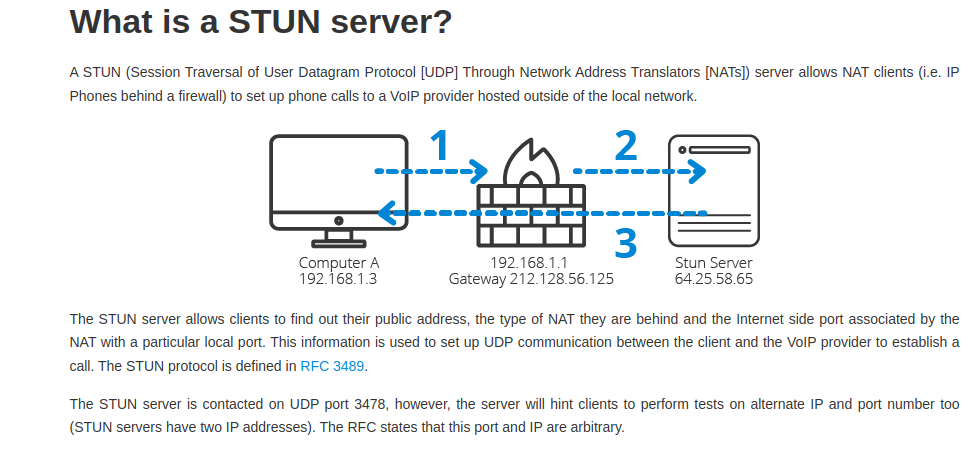 What is a STUN server?
A STUN (Session Traversal of User Datagram Protocol [UDP] Through Network Address Translators [NATs]) server allows NAT clients (i.e. IP
Phones behind a firewall) to set up phone calls to a VoIP provider hosted outside of the local network.
1
2
3
Computer A
192.168.1.3
192.168.1.1
Gateway 212.128.56.125
Stun Server
64.25.58.65
The STUN server allows clients to find out their public address, the type of NAT they are behind and the Internet side port associated by the
NAT with a particular local port. This information is used to set up UDP communication between the client and the VoIP provider to establish a
call. The STUN protocol is defined in RFC 3489.
The STUN server is contacted on UDP port 3478, however, the server will hint clients to perform tests on alternate IP and port number too
(STUN servers have two IP addresses). The RFC states that this port and IP are arbitrary.